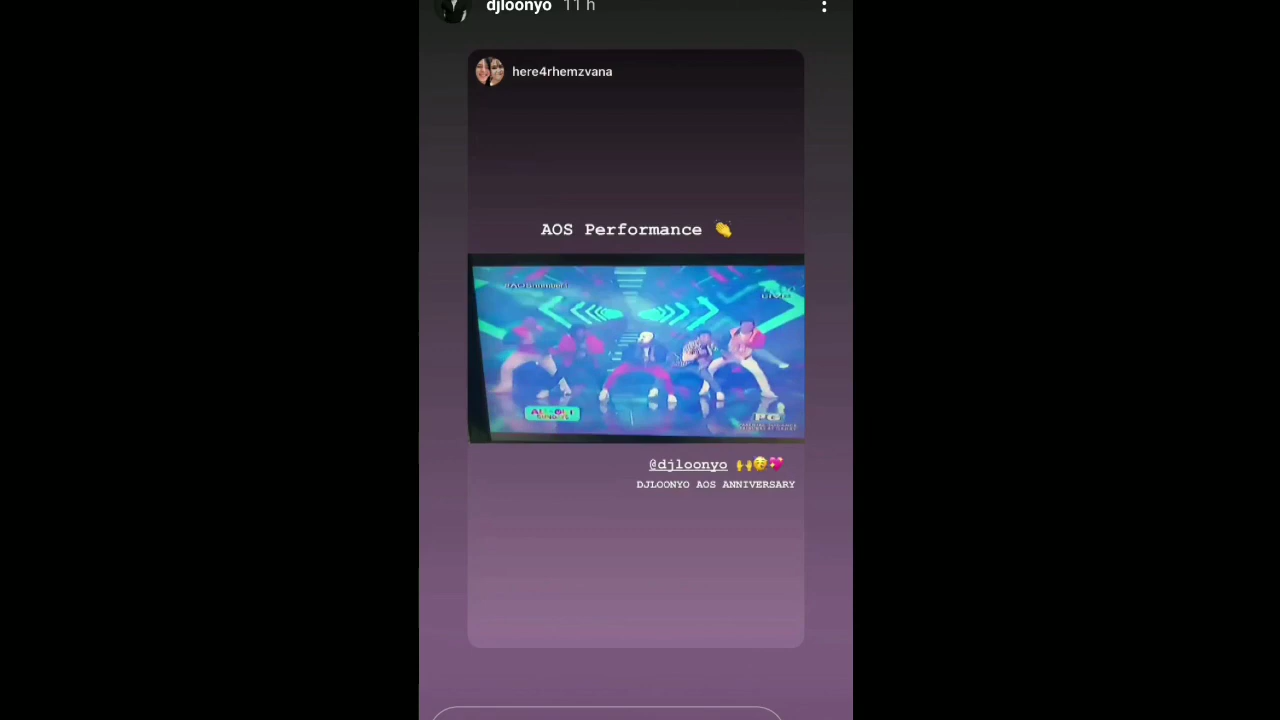 djloonyo 11 h
here4rhemzvana
AOS Performance 👏
@djloonyo 🙌🥳💖
DJLOONYO AOS ANNIVERSARY